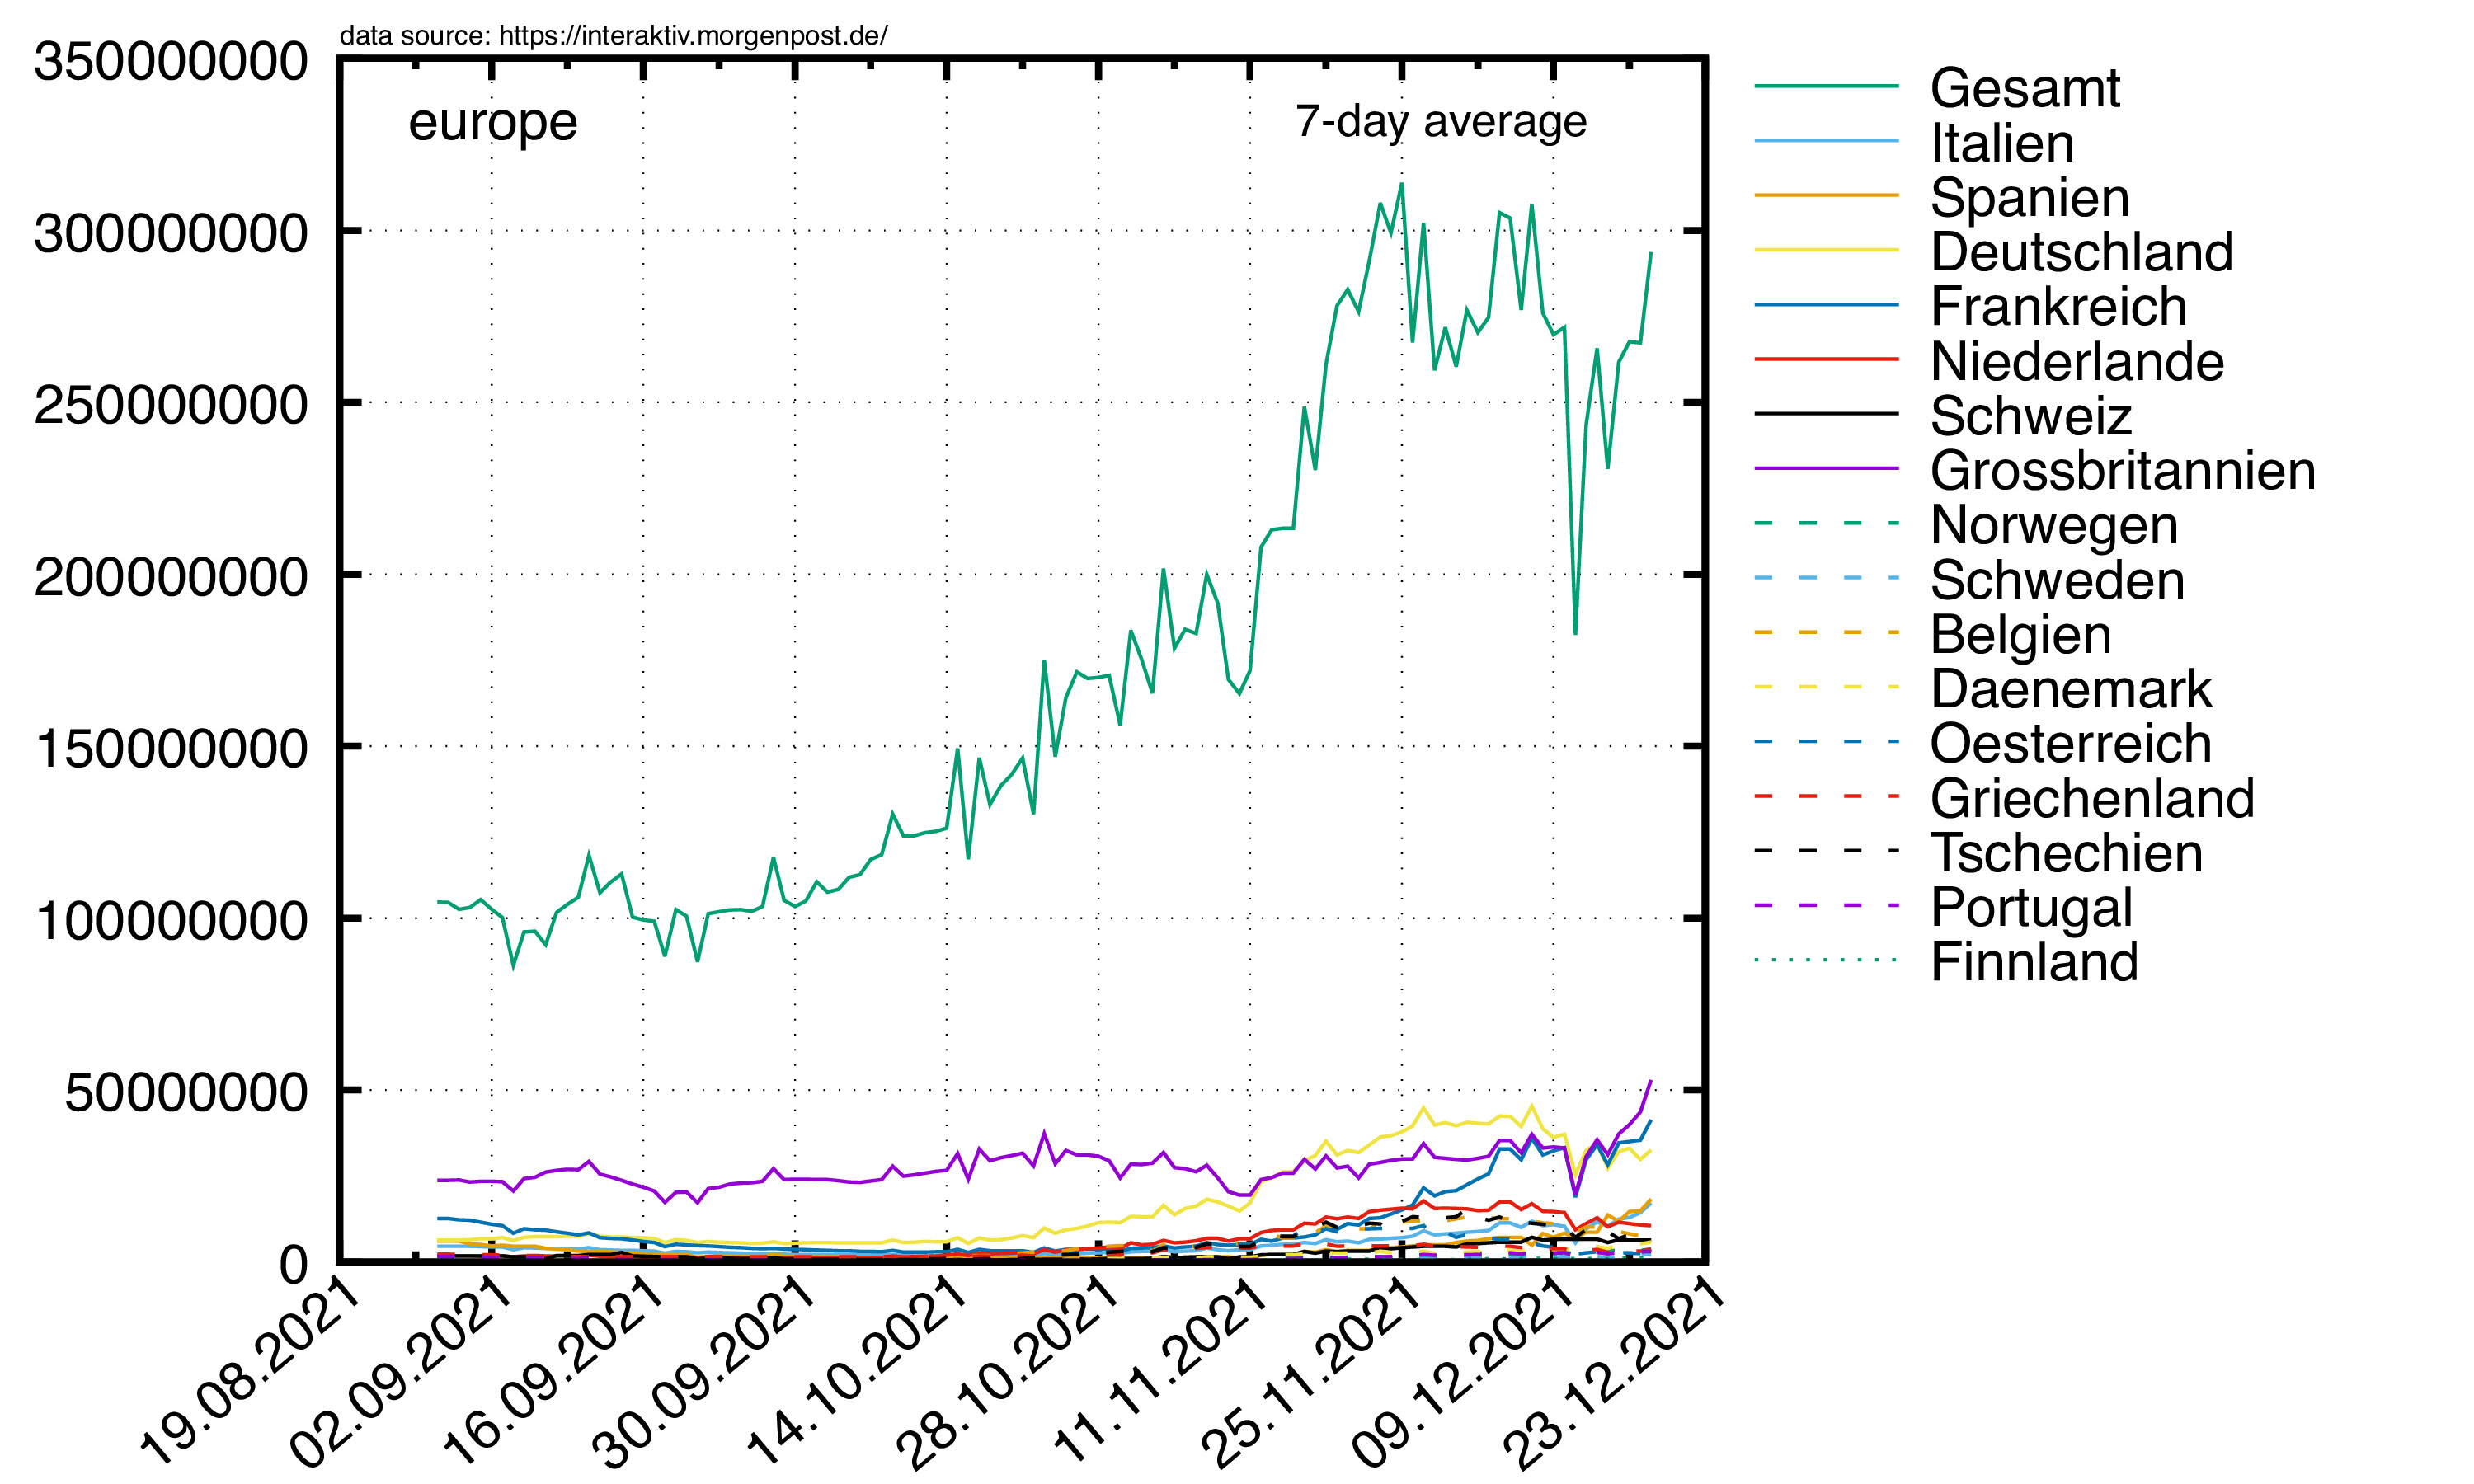 data source: https://interaktiv.morgenpost.de/
europe
7-day average
350000000
300000000
250000000
200000000
150000000
100000000
50000000
0
19.08.2021
02.09.2021
16.09.2021
30.09.2021
14.10.2021
28.10.2021
11.11.2021
25.11.2021
09.12.2021
23.12.2021
Gesamt
Italien
Spanien
Deutschland
Frankreich
Niederlande
Schweiz
Grossbritannien
Norwegen
Schweden
Belgien
Daenemark
Oesterreich
Griechenland
Tschechien
Portugal
Finnland